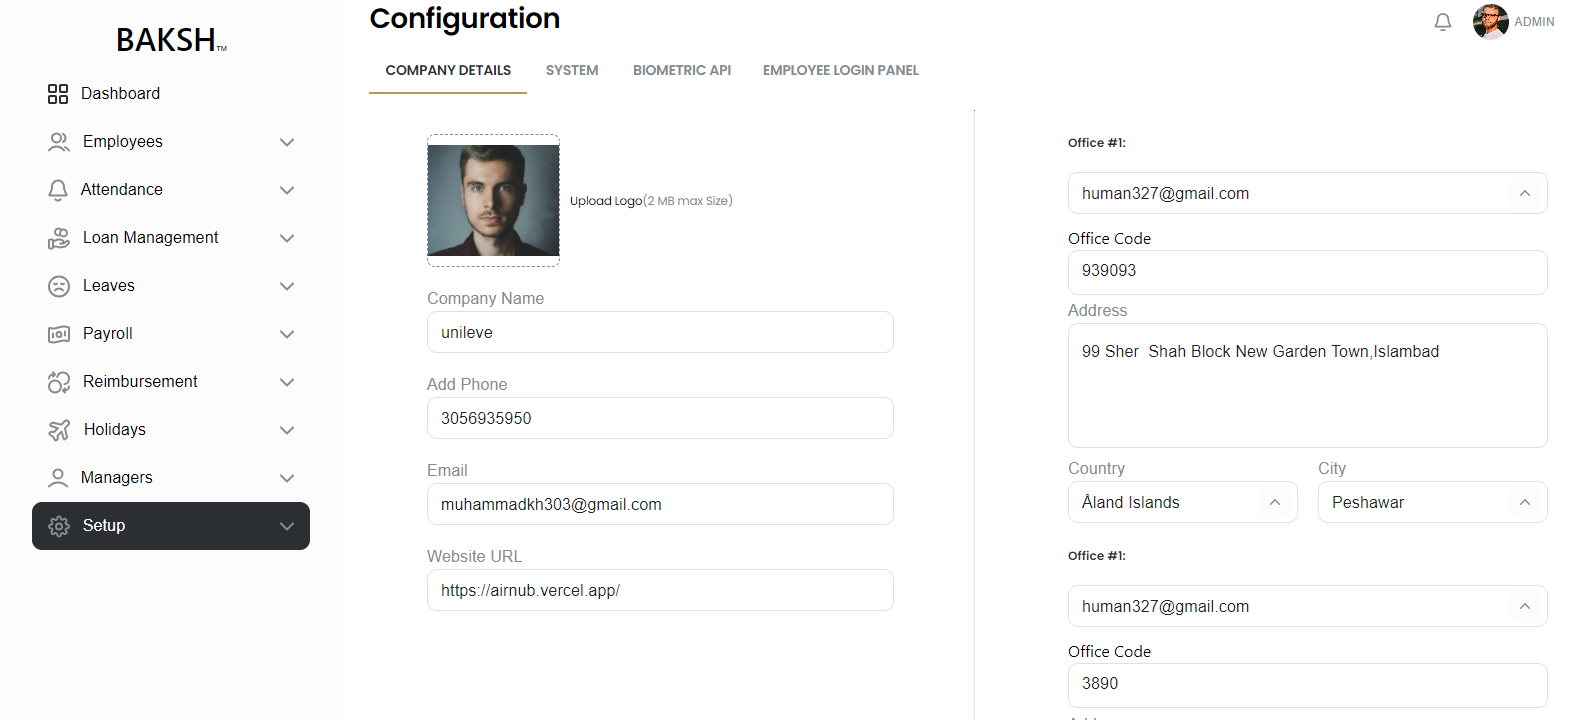 BAKSH™
Dashboard
Employees
Attendance
Loan Management
Leaves
Payroll
Reimbursement
Holidays
Managers
Setup
Configuration
ADMIN
COMPANY DETAILS SYSTEM BIOMETRIC API EMPLOYEE LOGIN PANEL
Upload Logo(2 MB max Size)
Company Name
unileve
Add Phone
3056935950
Email
muhammadkh303@gmail.com
Website URL
https://airnub.vercel.app/
Office #1:
human327@gmail.com
Office Code
939093
Address
99 Sher  Shah Block New Garden Town,Islambad
Country City
Åland Islands Peshawar
Office #1:
human327@gmail.com
Office Code
3890